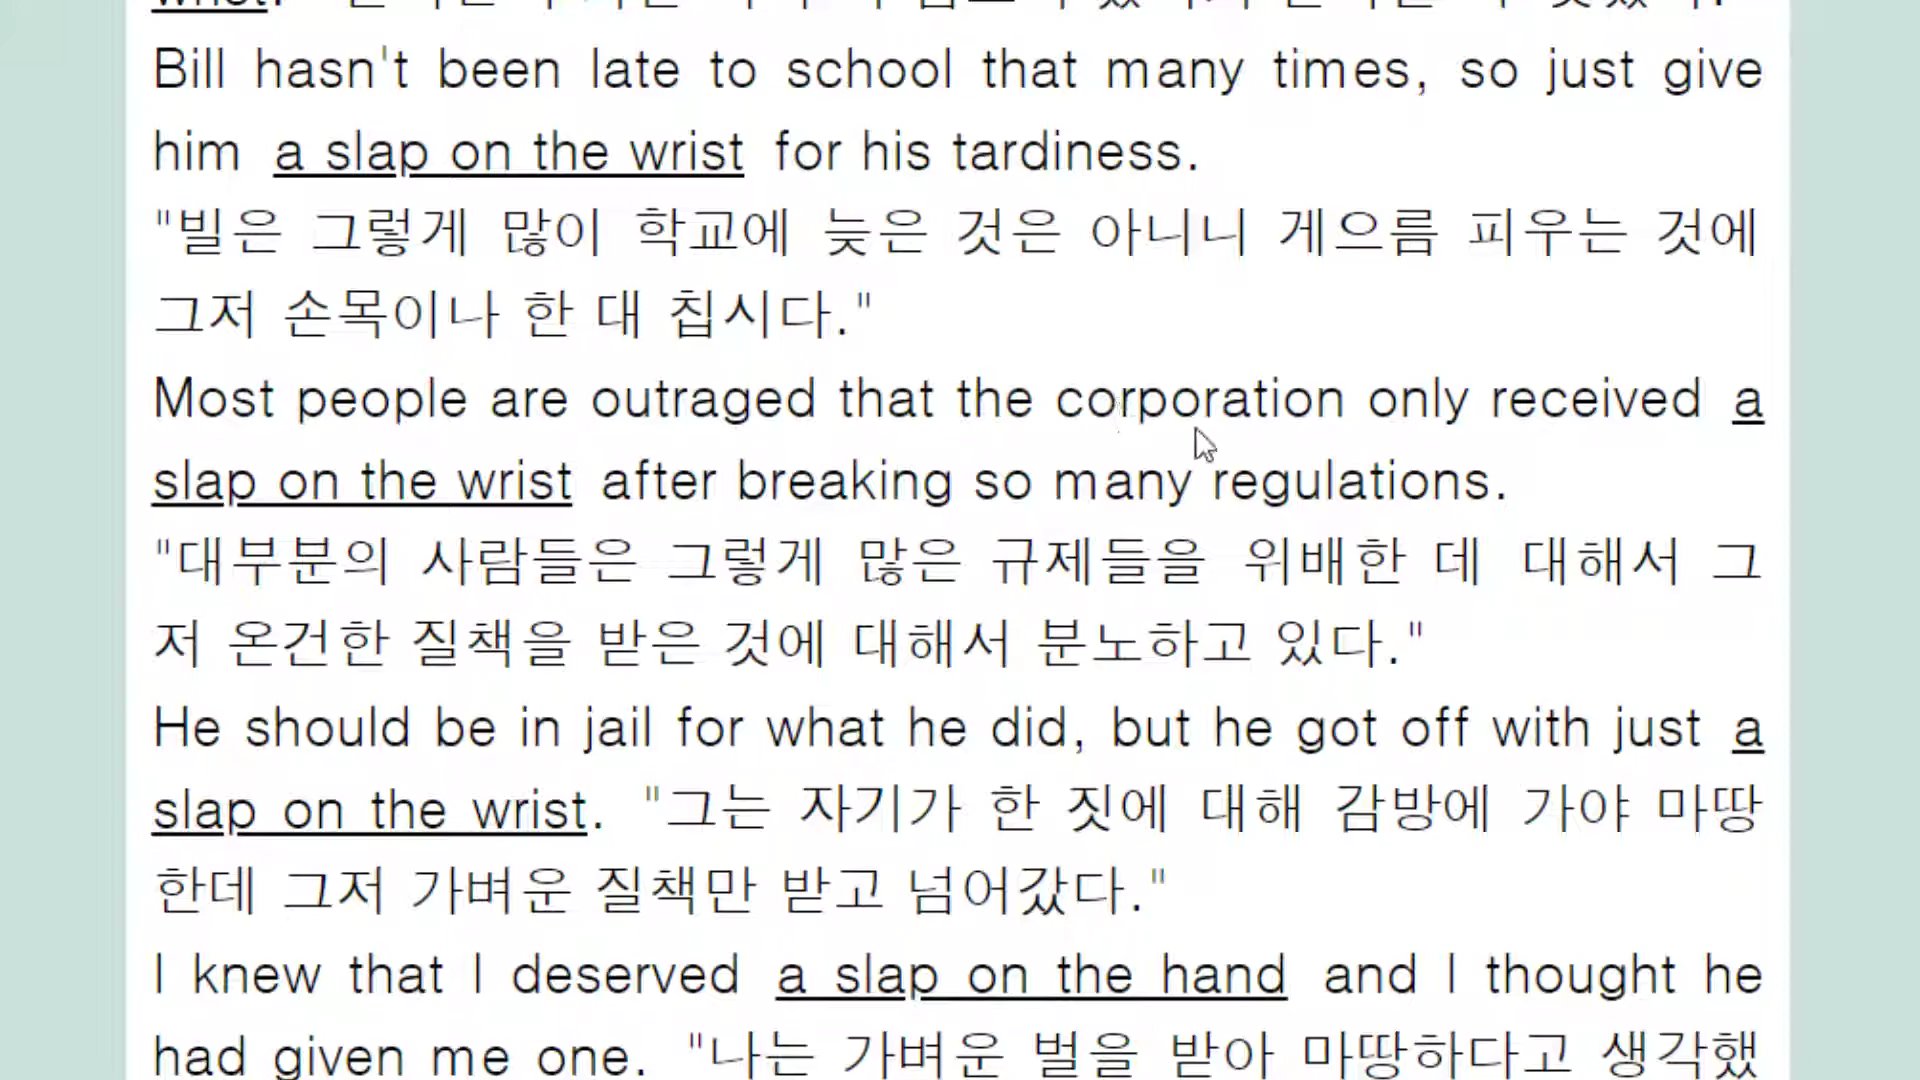 wrist.
Bill hasn't been late to school that many times, so just give
him a slap on the wrist for his tardiness.
"빌은 그렇게 많이 학교에 늦은 것은 아니니 게으름 피우는 것에
그저 손목이나 한 대 칩시다."
Most people are outraged that the corporation only received a
slap on the wrist after breaking so many regulations.
"대부분의 사람들은 그렇게 많은 규제들을 위배한 데 대해서 그
저 온건한 질책을 받은 것에 대해서 분노하고 있다."
He should be in jail for what he did, but he got off with just a
slap on the wrist. "그는 자기가 한 짓에 대해 감방에 가야 마땅
한데 그저 가벼운 질책만 받고 넘어갔다."
I knew that I deserved a slap on the hand and I thought he
had given me one. "나는 가벼운 벌을 받아 마땅하다고 생각했